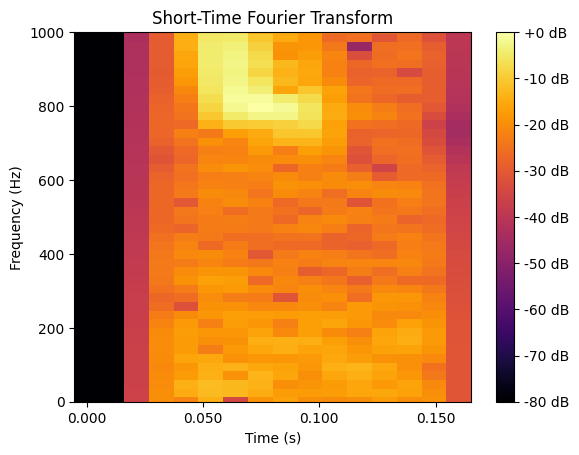 Short-Time Fourier Transform
Frequency (Hz)
1000
800
600
400
200
0
0.000
0.050
0.100
0.150
Time (s)
+0 dB
-10 dB
-20 dB
-30 dB
-40 dB
-50 dB
-60 dB
-70 dB
-80 dB